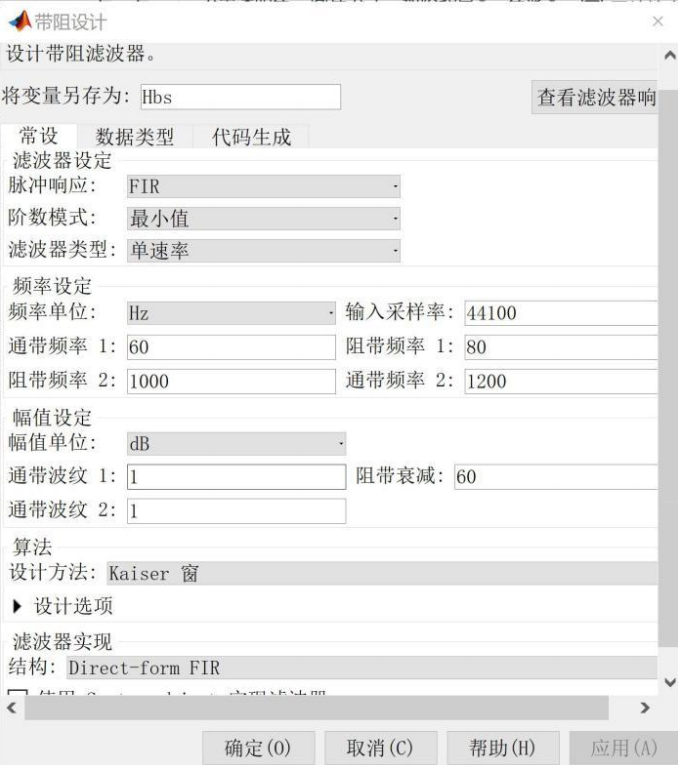 带阻设计
设计带阻滤波器。
将变量另存为: Hbs 查看滤波器响
常设 数据类型 代码生成
滤波器设定
脉冲响应: FIR
阶数模式: 最小值
滤波器类型: 单速率
频率设定
频率单位: Hz 输入采样率: 44100
通带频率 1: 60 阻带频率 1: 80
阻带频率 2: 1000 通带频率 2: 1200
幅值设定
幅值单位: dB
通带波纹 1: 1 阻带衰减: 60
通带波纹 2: 1
算法
设计方法: Kaiser 窗
设计选项
滤波器实现
结构: Direct-form FIR
确定(O) 取消(C) 帮助(H) 应用(A)